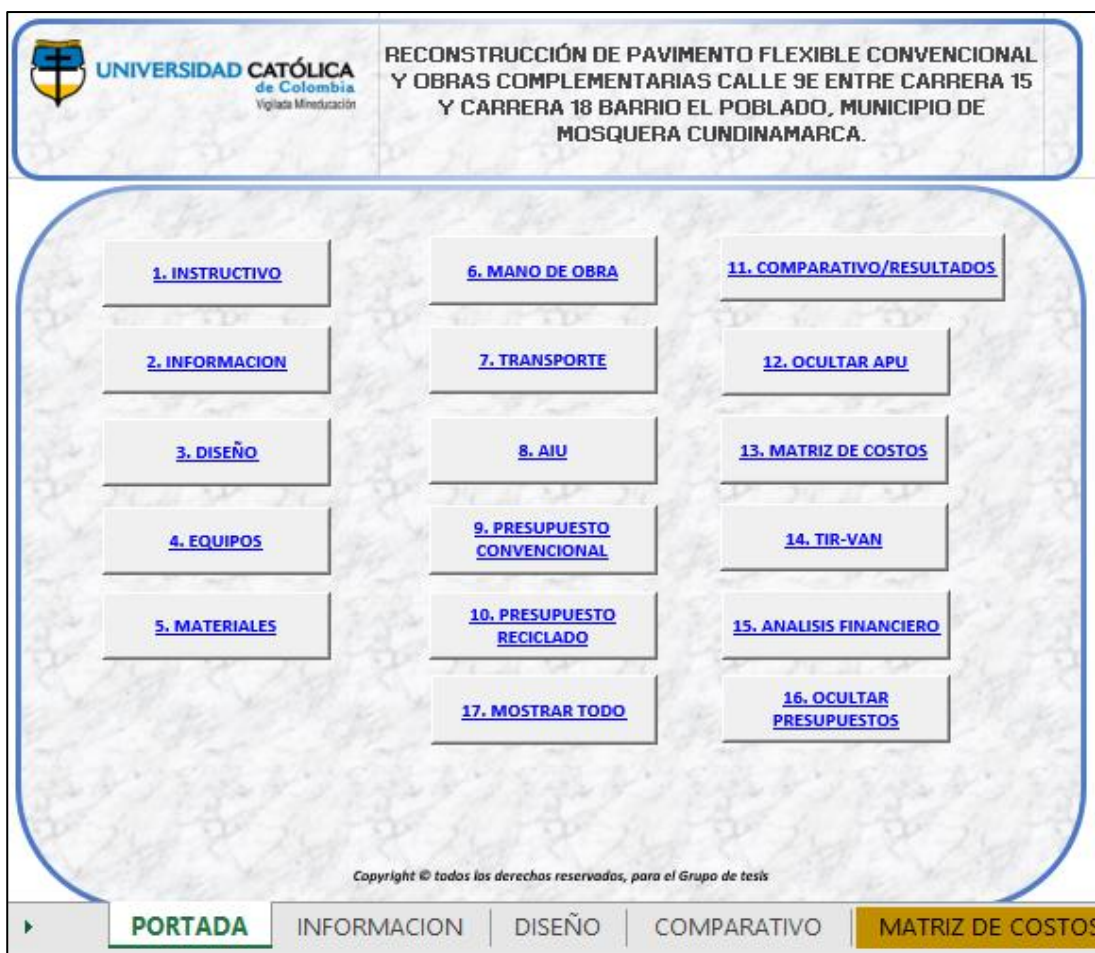 UNIVERSIDAD CATÓLICA
de Colombia
Vigilada Mineducación
RECONSTRUCCIÓN DE PAVIMENTO FLEXIBLE CONVENCIONAL
Y OBRAS COMPLEMENTARIAS CALLE 9E ENTRE CARRERA 15
Y CARRERA 18 BARRIO EL POBLADO, MUNICIPIO DE
MOSQUERA CUNDINAMARCA.
1. INSTRUCTIVO
2. INFORMACION
3. DISEÑO
4. EQUIPOS
5. MATERIALES
6. MANO DE OBRA
7. TRANSPORTE
8. AIU
9. PRESUPUESTO
CONVENCIONAL
10. PRESUPUESTO
RECICLADO
17. MOSTRAR TODO
11. COMPARATIVO/RESULTADOS
12. OCULTAR APU
13. MATRIZ DE COSTOS
14. TIR-VAN
15. ANALISIS FINANCIERO
16. OCULTAR
PRESUPUESTOS
Copyright © todos los derechos reservados, para el Grupo de tesis
PORTADA
INFORMACION
DISEÑO
COMPARATIVO
MATRIZ DE COSTOS